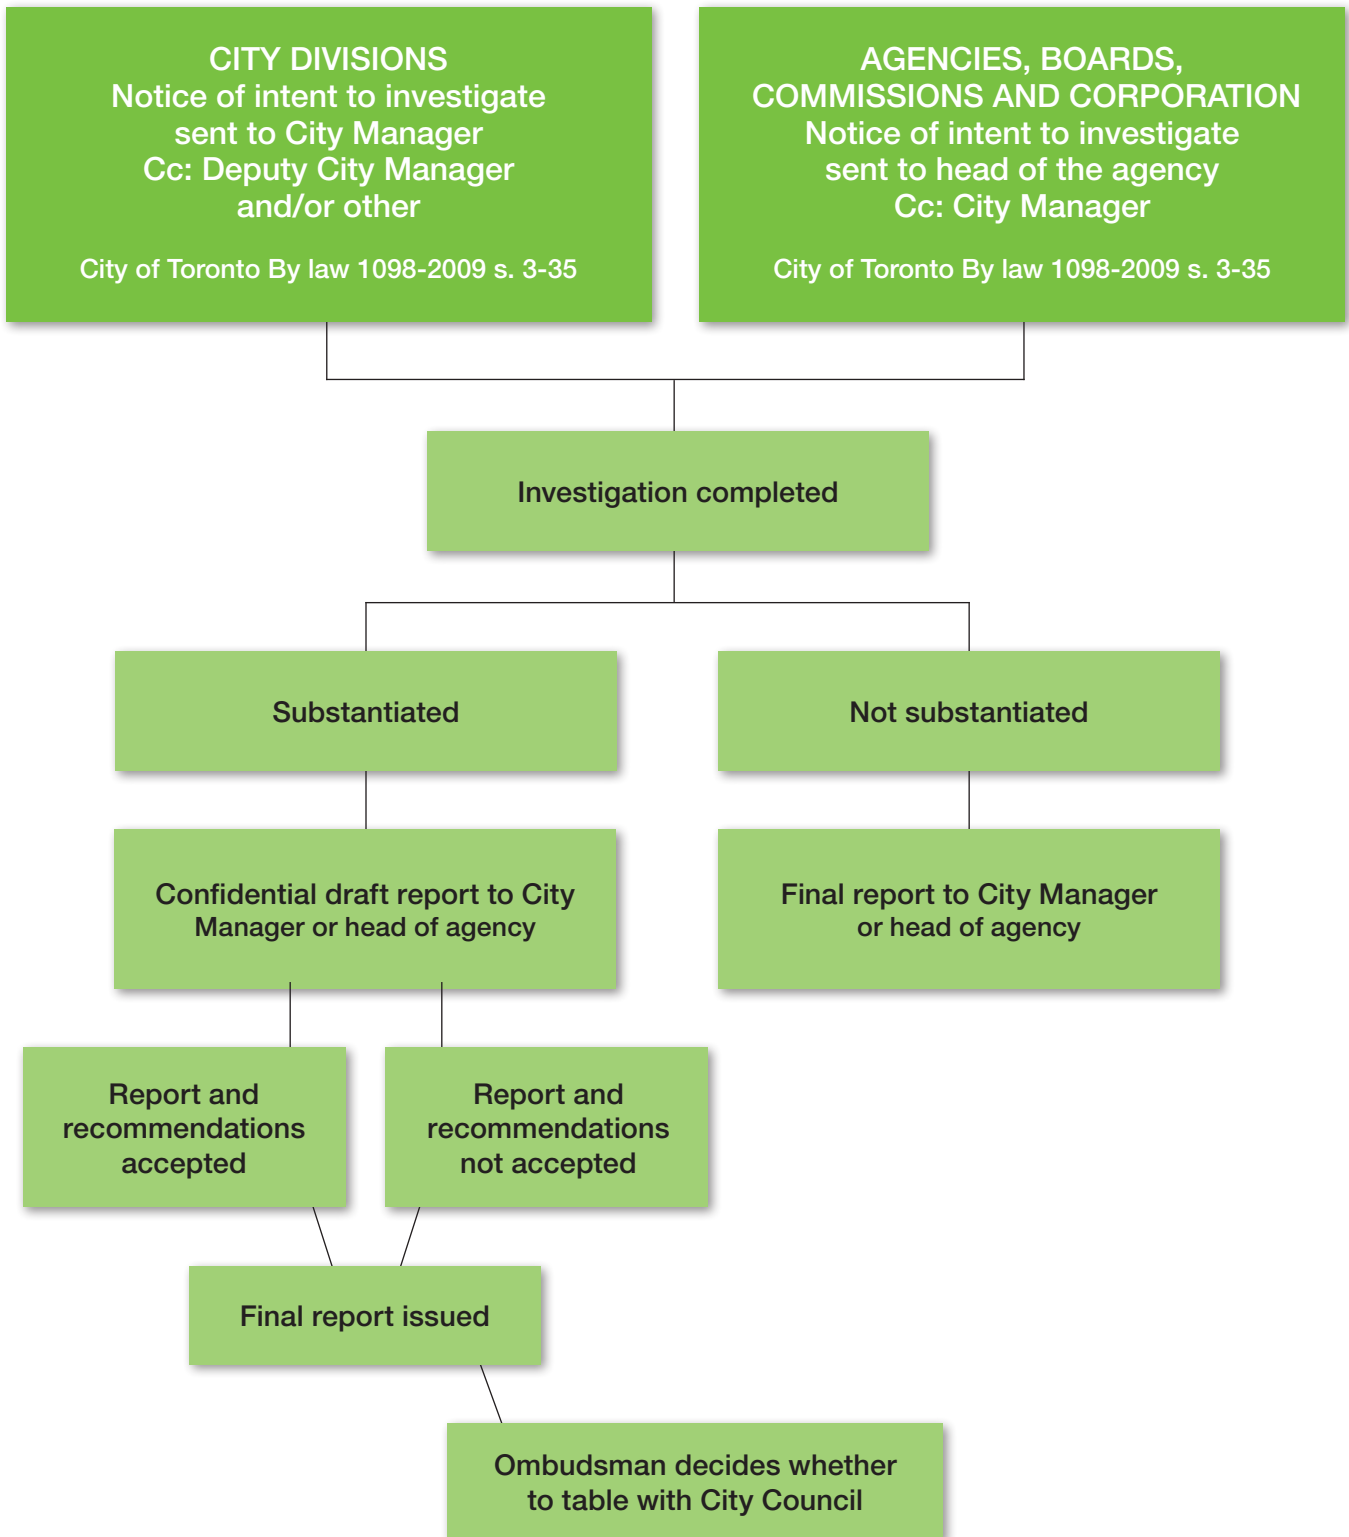 CITY DIVISIONS
Notice of intent to investigate
sent to City Manager
Cc: Deputy City Manager
and/or other
City of Toronto By law 1098-2009 s. 3-35
AGENCIES, BOARDS,
COMMISSIONS AND CORPORATION
Notice of intent to investigate
sent to head of the agency
Cc: City Manager
City of Toronto By law 1098-2009 s. 3-35
Investigation completed
Substantiated
Not substantiated
Confidential draft report to City
Manager or head of agency
Final report to City Manager
or head of agency
Report and
recommendations
accepted
Report and
recommendations
not accepted
Final report issued
Ombudsman decides whether
to table with City Council